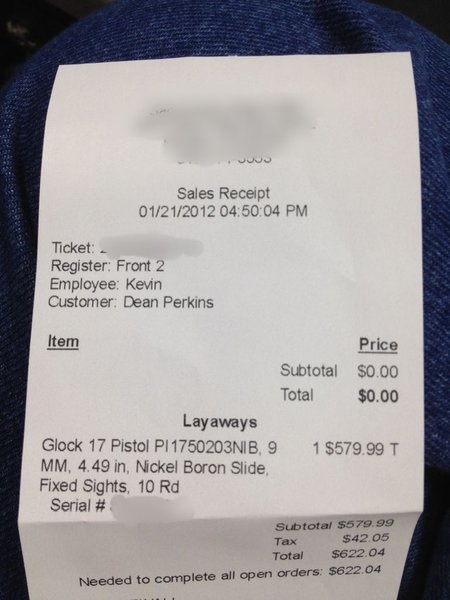 Sales Receipt
01/21/2012 04:50:04 PM
Ticket:
Register: Front 2
Employee: Kevin
Customer: Dean Perkins
Item Price
Subtotal $0.00
Total $0.00
Layaways
Glock 17 Pistol PI1750203NIB, 9 1 $579.99 T
MM, 4.49 in, Nickel Boron Slide,
Fixed Sights, 10 Rd
Serial #
Subtotal $579.99
Tax $42.05
Total $622.04
Needed to complete all open orders: $622.04